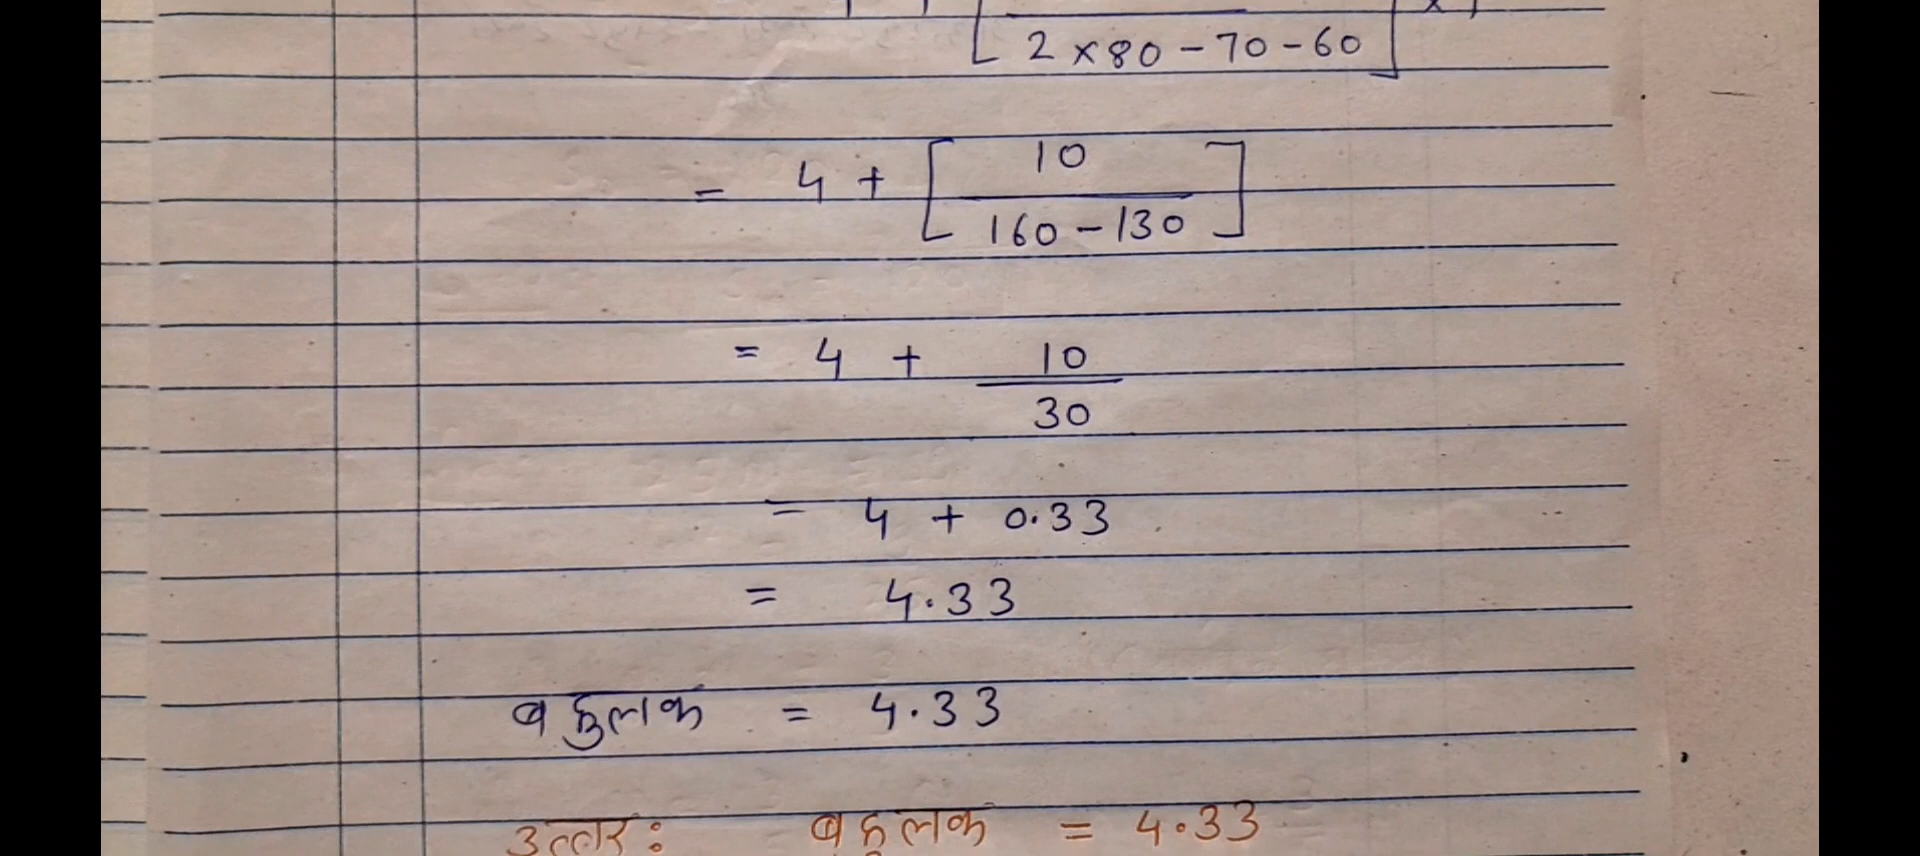 2 × 80 - 70 - 60
= 4 + [ 10
160 - 130 ]
= 4 + 10
30
= 4 + 0.33
= 4.33
बहुलक = 4.33
उत्तर: बहुलक = 4.33